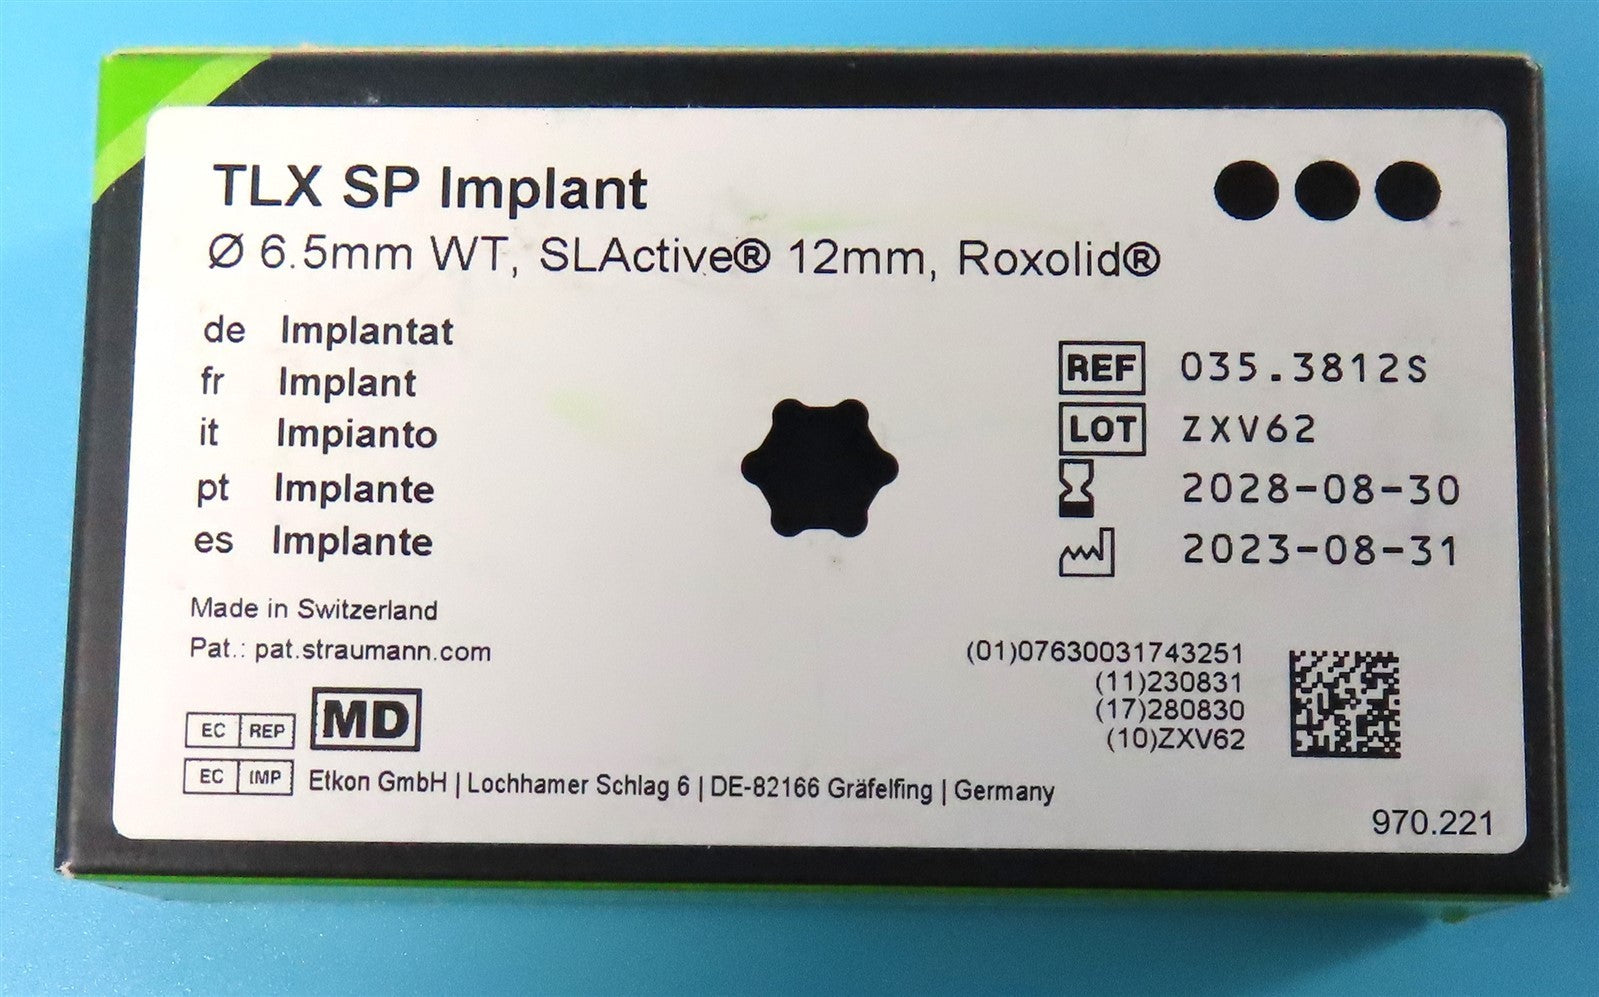 TLX SP Implant
Ø 6.5mm WT, SLActive® 12mm, Roxolid®
de Implantat
fr Implant
it Impianto
pt Implante
es Implante
REF 035.3812S
LOT ZXV62
2028-08-30
2023-08-31
Made in Switzerland
Pat.: pat.straumann.com
(01)07630031743251
(11)230831
(17)280830
(10)ZXV62
EC REP MD
EC IMP Etkon GmbH | Lochhamer Schlag 6 | DE-82166 Gräfelfing | Germany
970.221